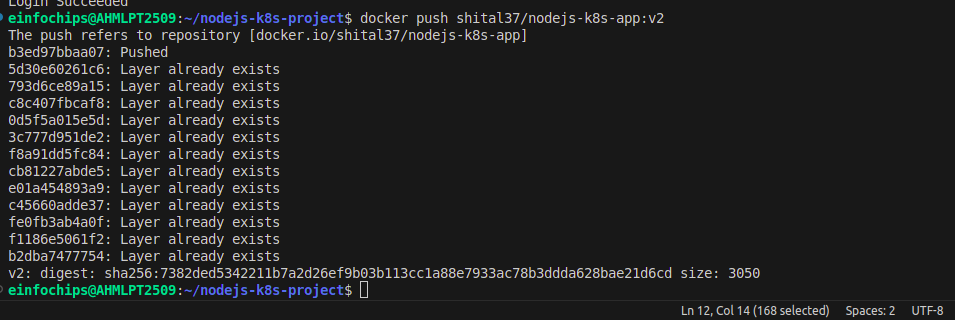 Login Succeeded
einfochips@AHMLPT2509:~/nodejs-k8s-project$ docker push shital37/nodejs-k8s-app:v2
The push refers to repository [docker.io/shital37/nodejs-k8s-app]
b3ed97bbaa07: Pushed
5d30e60261c6: Layer already exists
793d6ce89a15: Layer already exists
c8c407fbcaf8: Layer already exists
0d5f5a015e5d: Layer already exists
3c777d951de2: Layer already exists
f8a91dd5fc84: Layer already exists
cb81227abde5: Layer already exists
e01a454893a9: Layer already exists
c45660adde37: Layer already exists
fe0fb3ab4a0f: Layer already exists
f1186e5061f2: Layer already exists
b2dba7477754: Layer already exists
v2: digest: sha256:7382ded5342211b7a2d26ef9b03b113cc1a88e7933ac78b3ddda628bae21d6cd size: 3050
einfochips@AHMLPT2509:~/nodejs-k8s-project$
Ln 12, Col 14 (168 selected) Spaces: 2 UTF-8